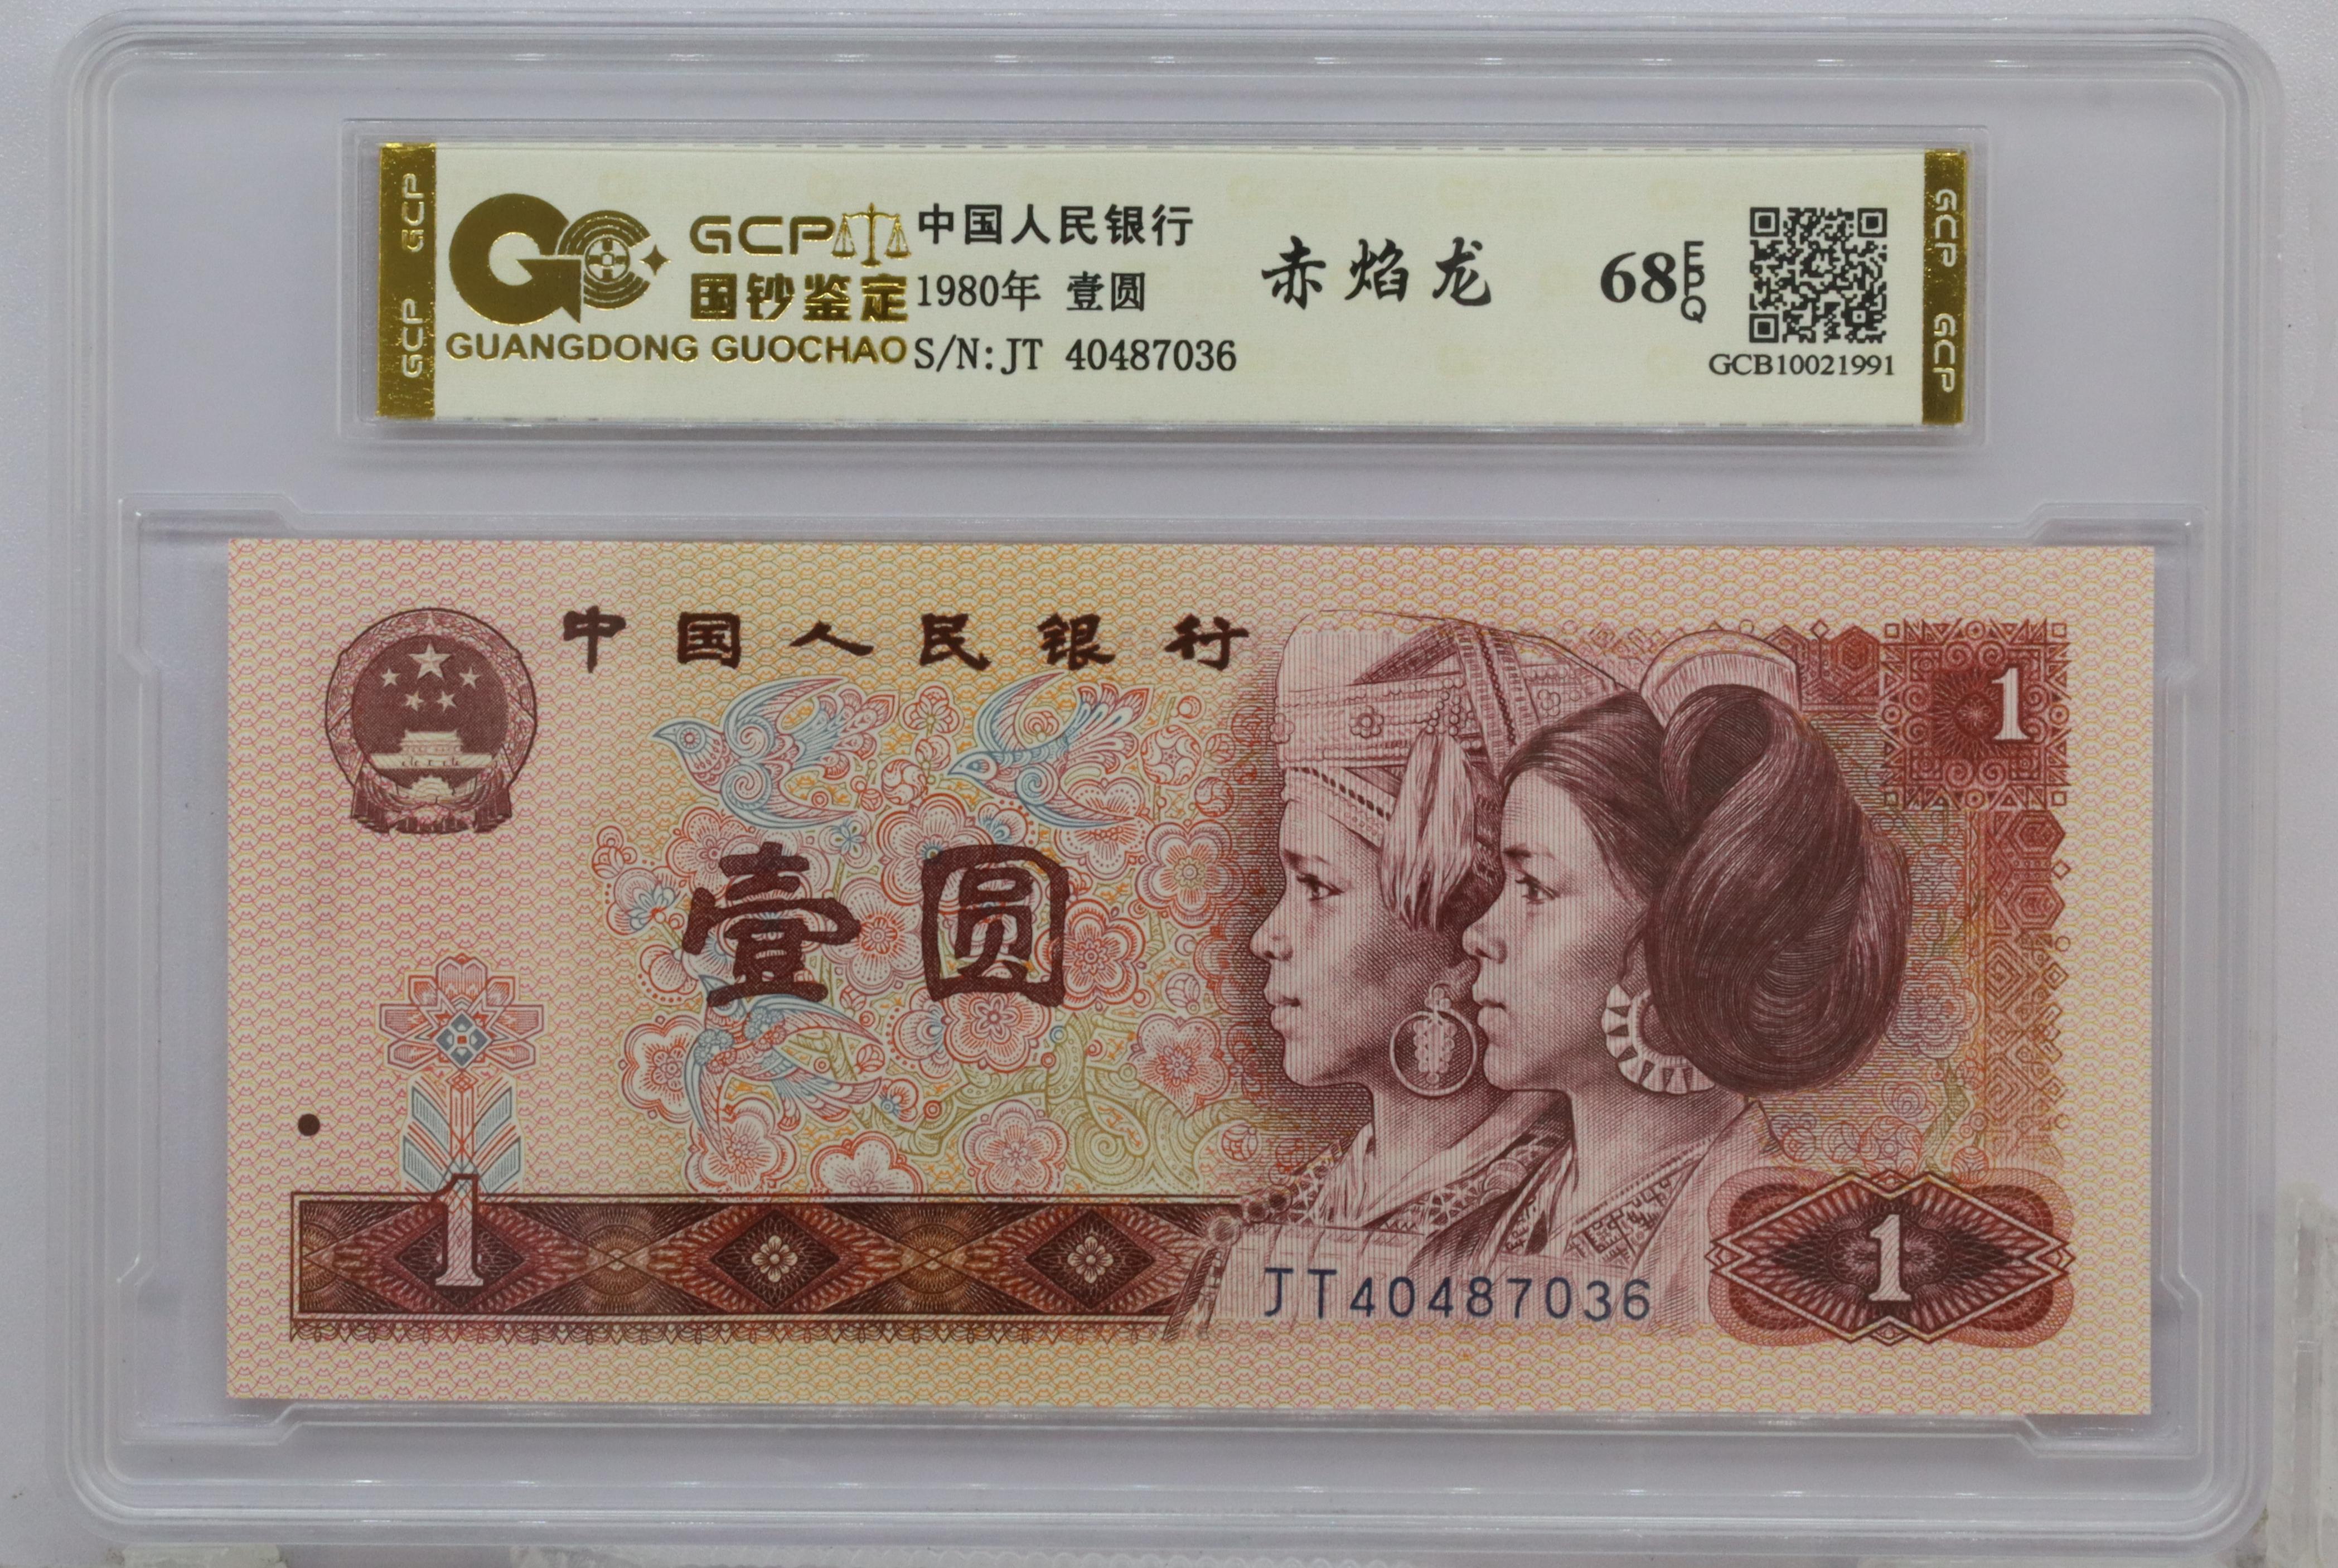 GCP GCP
GCP
国钞鉴定
GUANGDONG GUOCHAO
中国人民银行
1980年 壹圆
S/N: JT 40487036
赤焰龙
68 EPQ
GCB10021991
GCP GCP
中国人民银行
1
壹圆
1
JT40487036
1